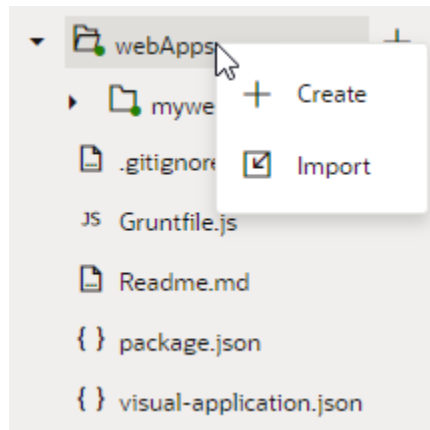 webApps
mywe
Create
.gitignore
Import
JS Gruntfile.js
Readme.md
{ } package.json
{ } visual-application.json